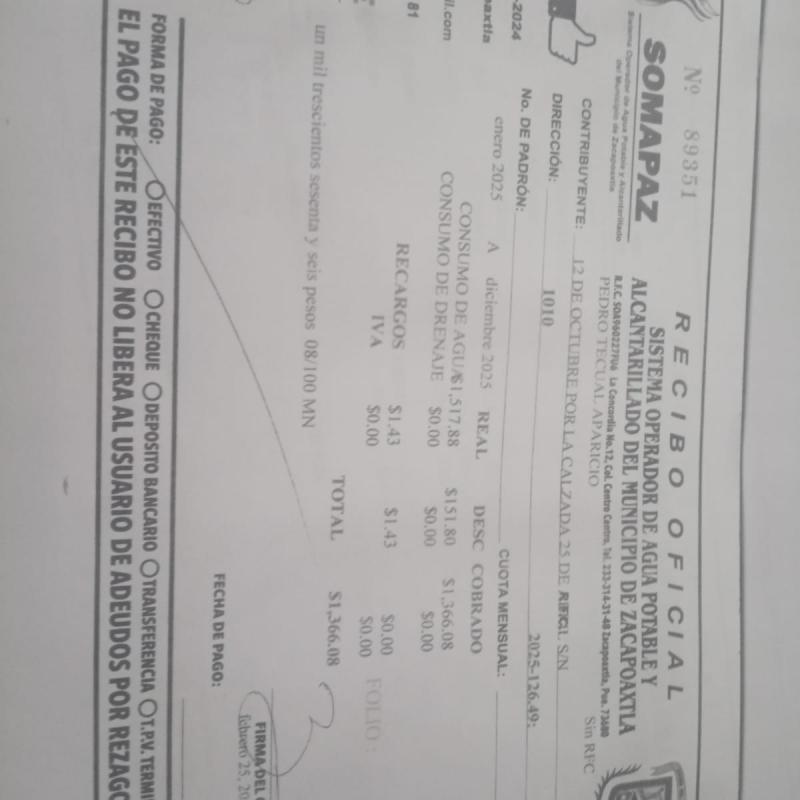 Nº 89351
RECIBO OFICIAL
SOMAPAZ
Sistema Operador de Agua Potable y Alcantarillado
del Municipio de Zacapoaxtla
SISTEMA OPERADOR DE AGUA POTABLE Y
ALCANTARILLADO DEL MUNICIPIO DE ZACAPOAXTLA
R.F.C. SOA960227FU6 La Concordia No.12, Col. Centro Centro, Tel. 233-314-31-48 Zacapoaxtla, Pue. 73680
CONTRIBUYENTE: PEDRO TECUAL APARICIO Sin RFC
DIRECCIÓN: 12 DE OCTUBRE POR LA CALZADA 25 DE S/N
No. DE PADRÓN: 1010 2025-126.49:
-2024
axtla
enero 2025 A diciembre 2025 CUOTA MENSUAL:
REAL DESC COBRADO
il.com
CONSUMO DE AGUA $1,517.88 $151.80 $1,366.08
CONSUMO DE DRENAJE $0.00 $0.00 $0.00
81
RECARGOS $1.43 $1.43 $0.00
IVA $0.00 $0.00 FOLIO :
TOTAL $1,366.08
un mil trescientos sesenta y seis pesos 08/100 MN
FIRMA DEL
febrero 25, 20
FECHA DE PAGO:
FORMA DE PAGO: EFECTIVO CHEQUE DEPOSITO BANCARIO TRANSFERENCIA T.P.V. TERMI
EL PAGO DE ESTE RECIBO NO LIBERA AL USUARIO DE ADEUDOS POR REZAGO